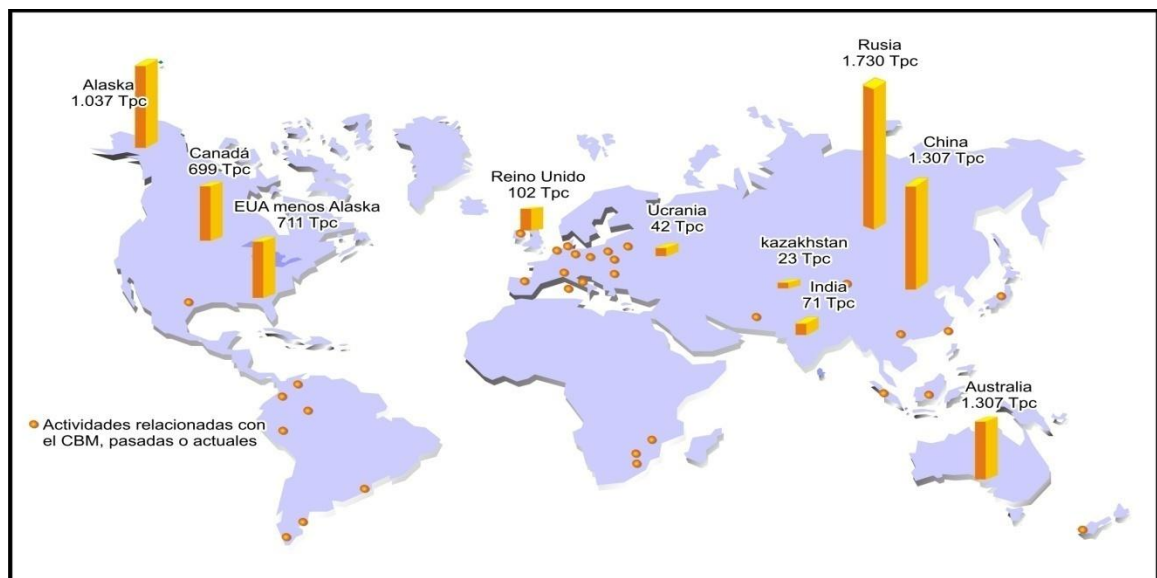 Alaska
1.037 Tpc
Canadá
699 Tpc
EUA menos Alaska
711 Tpc
Reino Unido
102 Tpc
Ucrania
42 Tpc
Rusia
1.730 Tpc
China
1.307 Tpc
kazakhstan
23 Tpc
India
71 Tpc
Australia
1.307 Tpc
Actividades relacionadas con
el CBM, pasadas o actuales